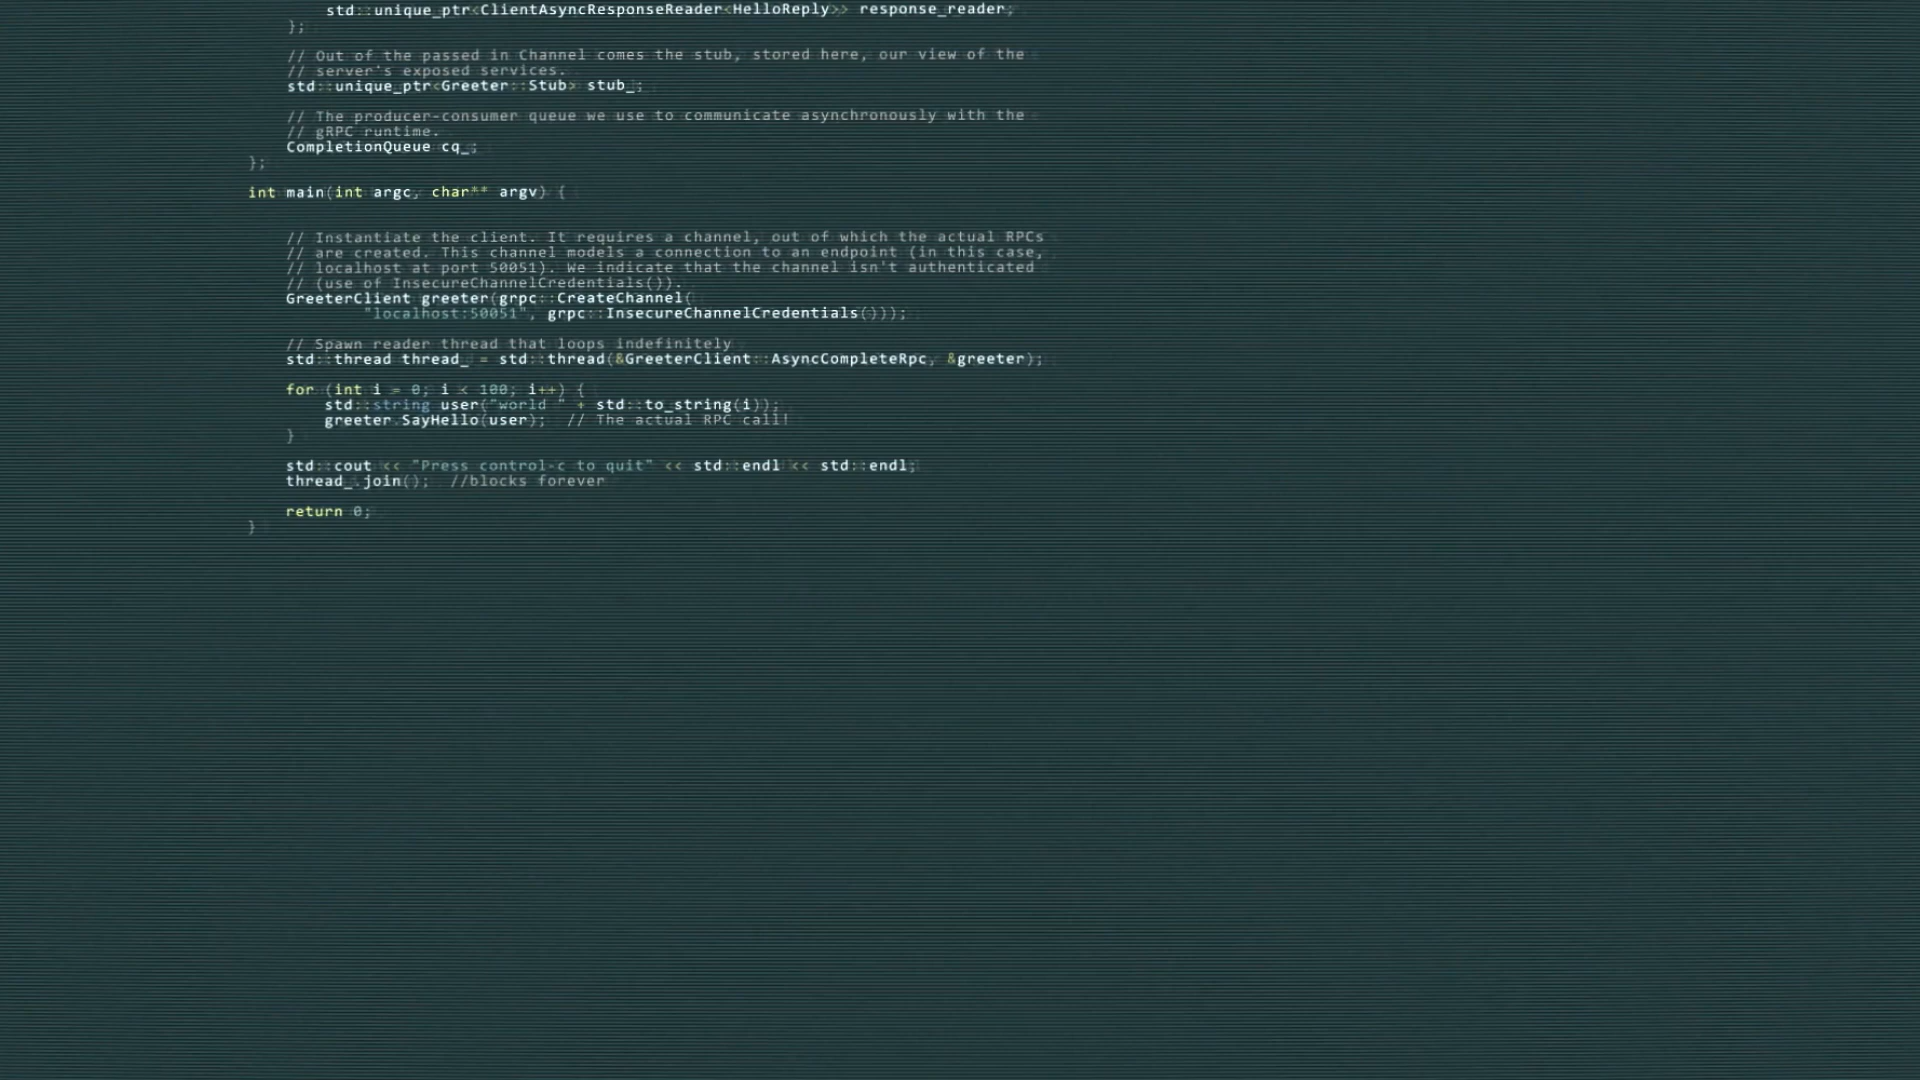 std::unique_ptr<ClientAsyncResponseReader<HelloReply>> response_reader;
};
// Out of the passed in Channel comes the stub, stored here, our view of the
// server's exposed services.
std::unique_ptr<Greeter::Stub> stub_;
// The producer-consumer queue we use to communicate asynchronously with the
// gRPC runtime.
CompletionQueue cq_;
};
int main(int argc, char** argv) {
// Instantiate the client. It requires a channel, out of which the actual RPCs
// are created. This channel models a connection to an endpoint (in this case,
// localhost at port 50051). We indicate that the channel isn't authenticated
// (use of InsecureChannelCredentials()).
GreeterClient greeter(grpc::CreateChannel(
"localhost:50051", grpc::InsecureChannelCredentials()));
// Spawn reader thread that loops indefinitely
std::thread thread_ = std::thread(&GreeterClient::AsyncCompleteRpc, &greeter);
for (int i = 0; i < 100; i++) {
std::string user("world " + std::to_string(i));
greeter.SayHello(user);  // The actual RPC call!
}
std::cout << "Press control-c to quit" << std::endl << std::endl;
thread_.join();  //blocks forever
return 0;
}